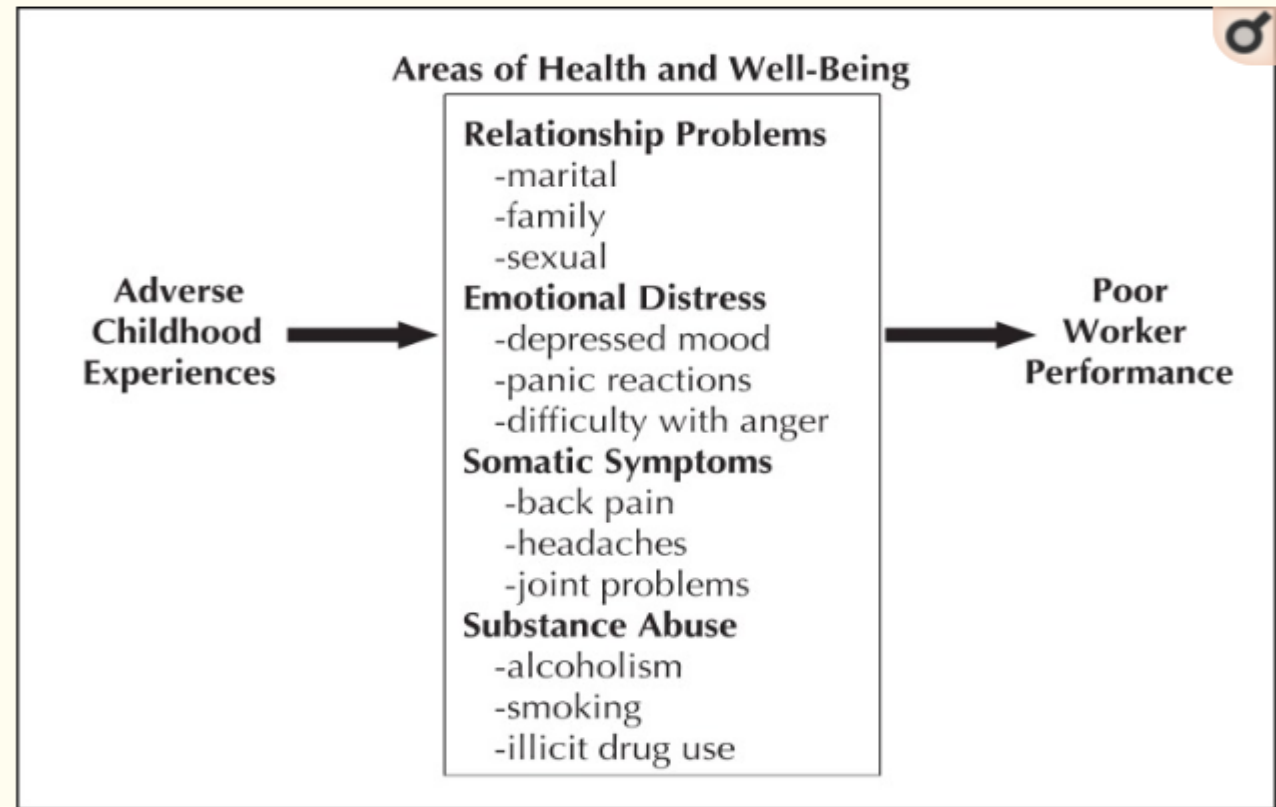 Areas of Health and Well-Being
Adverse
Childhood
Experiences
Relationship Problems
-marital
-family
-sexual
Emotional Distress
-depressed mood
-panic reactions
-difficulty with anger
Somatic Symptoms
-back pain
-headaches
-joint problems
Substance Abuse
-alcoholism
-smoking
-illicit drug use
Poor
Worker
Performance